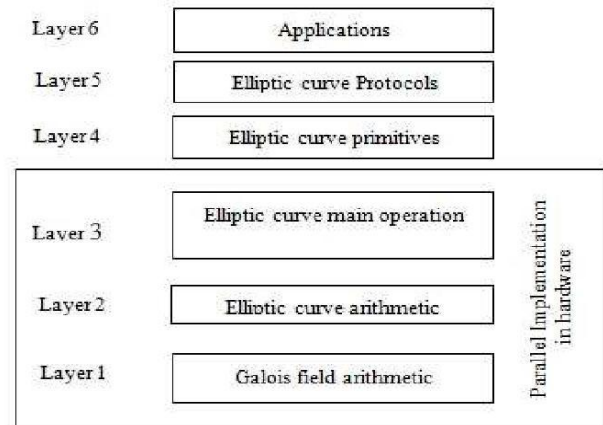 Layer 6 Applications
Layer 5 Elliptic curve Protocols
Layer 4 Elliptic curve primitives
Layer 3 Elliptic curve main operation
Layer 2 Elliptic curve arithmetic
Layer 1 Galois field arithmetic
Parallel Implementation
in hardware